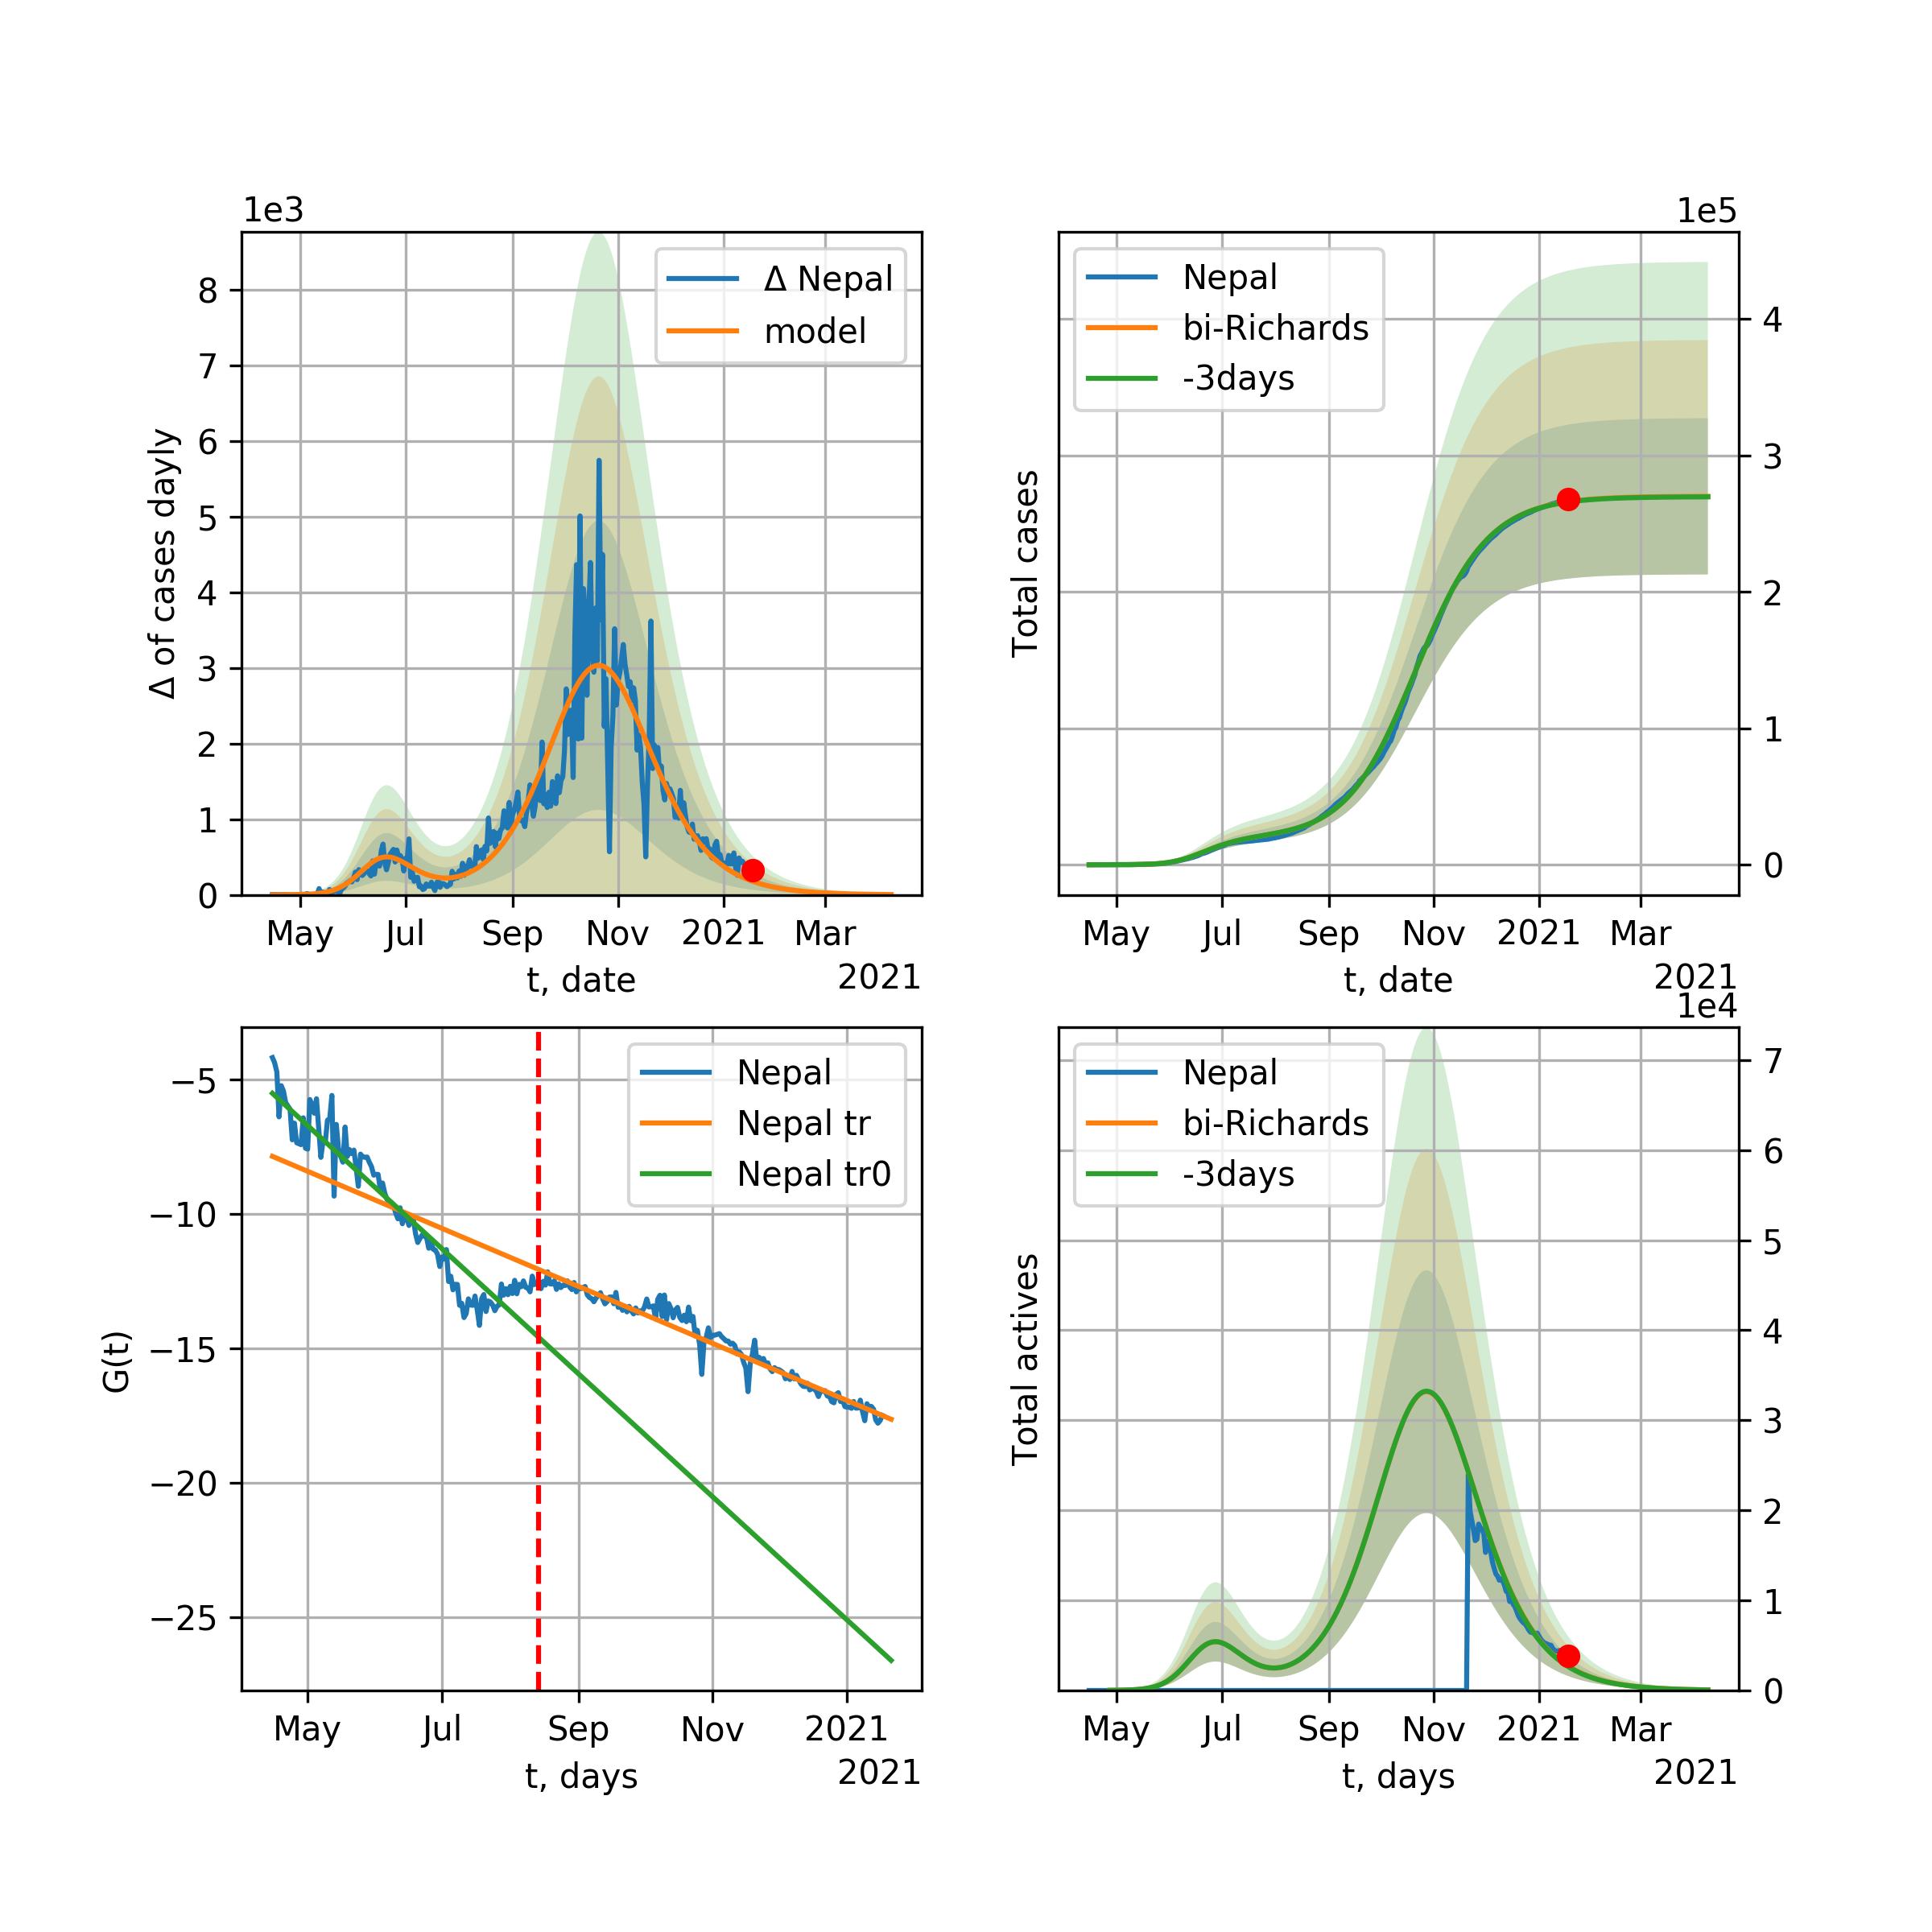 1e3
Δ of cases dayly
8
7
6
5
4
3
2
1
0
Δ Nepal
model
May Jul Sep Nov 2021 Mar
t, date
2021
1e5
Total cases
Nepal
bi-Richards
-3days
4
3
2
1
0
May Jul Sep Nov 2021 Mar
t, date
2021
G(t)
−5
−10
−15
−20
−25
Nepal
Nepal tr
Nepal tr0
May Jul Sep Nov 2021
t, days
2021
1e4
Total actives
Nepal
bi-Richards
-3days
7
6
5
4
3
2
1
0
May Jul Sep Nov 2021 Mar
t, days
2021